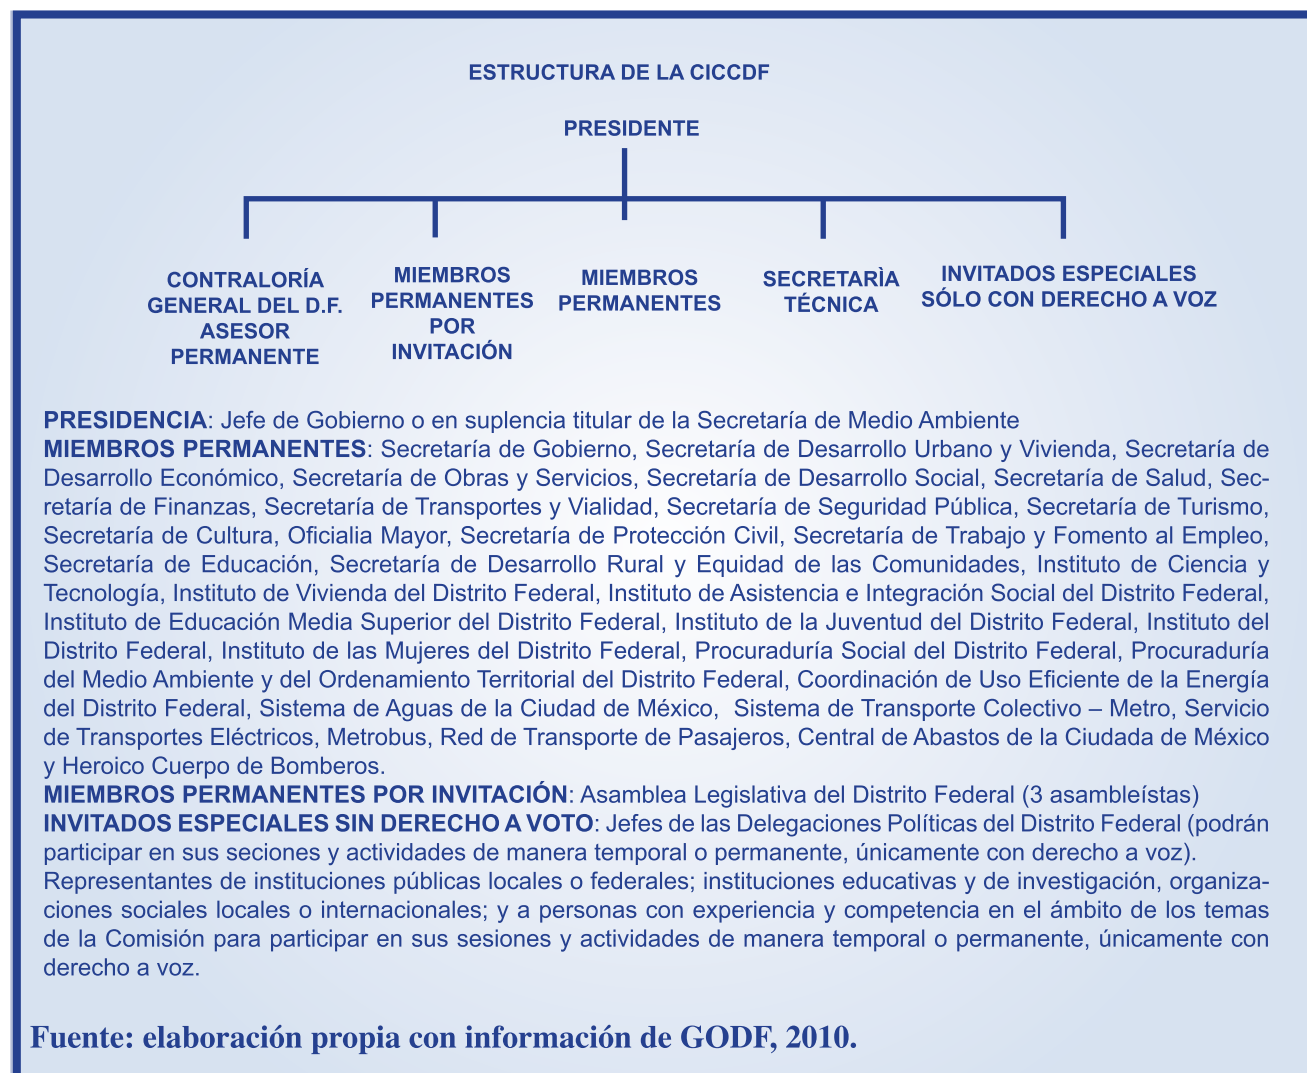 ESTRUCTURA DE LA CICCDF
PRESIDENTE
CONTRALORÍA
GENERAL DEL D.F.
ASESOR
PERMANENTE
MIEMBROS
PERMANENTES
POR
INVITACIÓN
MIEMBROS
PERMANENTES
SECRETARÌA
TÉCNICA
INVITADOS ESPECIALES
SÓLO CON DERECHO A VOZ
PRESIDENCIA: Jefe de Gobierno o en suplencia titular de la Secretaría de Medio Ambiente
MIEMBROS PERMANENTES: Secretaría de Gobierno, Secretaría de Desarrollo Urbano y Vivienda, Secretaría de
Desarrollo Económico, Secretaría de Obras y Servicios, Secretaría de Desarrollo Social, Secretaría de Salud, Sec-
retaría de Finanzas, Secretaría de Transportes y Vialidad, Secretaría de Seguridad Pública, Secretaría de Turismo,
Secretaría de Cultura, Oficialia Mayor, Secretaría de Protección Civil, Secretaría de Trabajo y Fomento al Empleo,
Secretaría de Educación, Secretaría de Desarrollo Rural y Equidad de las Comunidades, Instituto de Ciencia y
Tecnología, Instituto de Vivienda del Distrito Federal, Instituto de Asistencia e Integración Social del Distrito Federal,
Instituto de Educación Media Superior del Distrito Federal, Instituto de la Juventud del Distrito Federal, Instituto del
Distrito Federal, Instituto de las Mujeres del Distrito Federal, Procuraduría Social del Distrito Federal, Procuraduría
del Medio Ambiente y del Ordenamiento Territorial del Distrito Federal, Coordinación de Uso Eficiente de la Energía
del Distrito Federal, Sistema de Aguas de la Ciudad de México, Sistema de Transporte Colectivo – Metro, Servicio
de Transportes Eléctricos, Metrobus, Red de Transporte de Pasajeros, Central de Abastos de la Ciudada de México
y Heroico Cuerpo de Bomberos.
MIEMBROS PERMANENTES POR INVITACIÓN: Asamblea Legislativa del Distrito Federal (3 asambleístas)
INVITADOS ESPECIALES SIN DERECHO A VOTO: Jefes de las Delegaciones Políticas del Distrito Federal (podrán
participar en sus seciones y actividades de manera temporal o permanente, únicamente con derecho a voz).
Representantes de instituciones públicas locales o federales; instituciones educativas y de investigación, organiza-
ciones sociales locales o internacionales; y a personas con experiencia y competencia en el ámbito de los temas
de la Comisión para participar en sus sesiones y actividades de manera temporal o permanente, únicamente con
derecho a voz.
Fuente: elaboración propia con información de GODF, 2010.